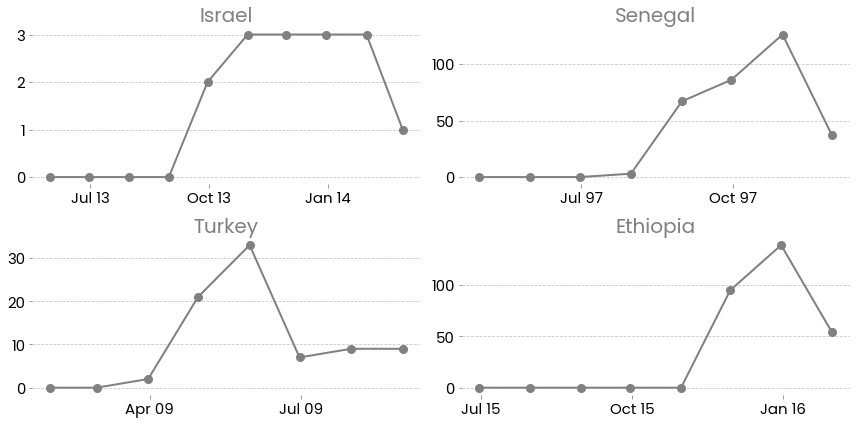 Israel
3
2
1
0
Jul 13 Oct 13 Jan 14
Senegal
100
50
0
Jul 97 Oct 97
Turkey
30
20
10
0
Apr 09 Jul 09
Ethiopia
100
50
0
Jul 15 Oct 15 Jan 16